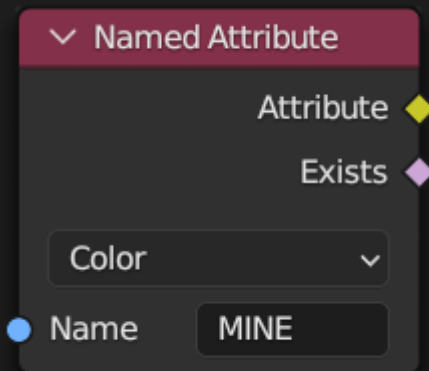 Named Attribute
Attribute
Exists
Color
Name MINE